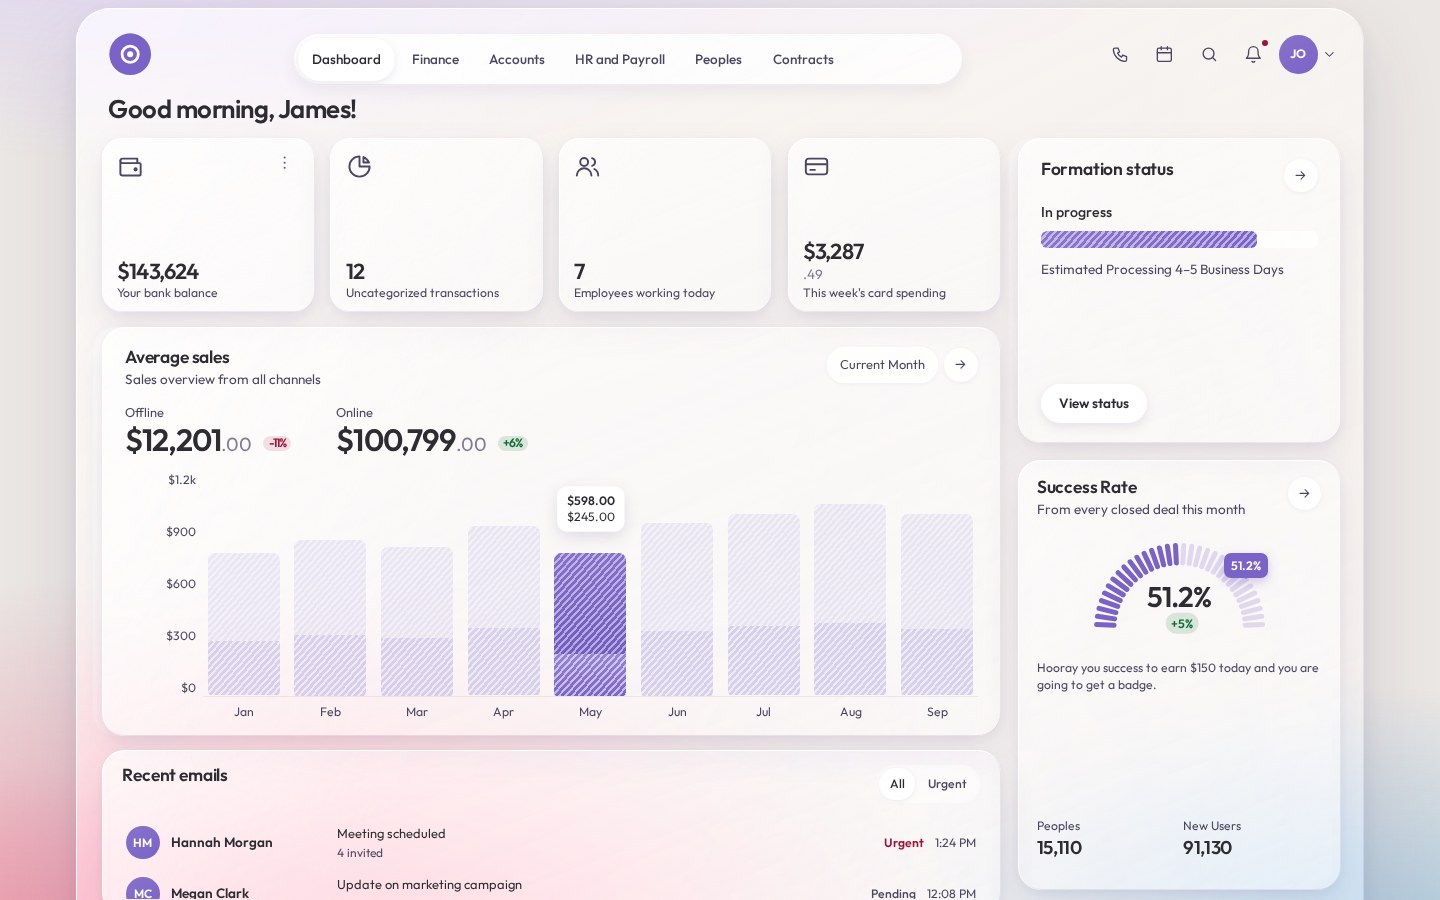 Dashboard
Finance
Accounts
HR and Payroll
Peoples
Contracts
JO
Good morning, James!
$143,624
Your bank balance
12
Uncategorized transactions
7
Employees working today
$3,287
.49
This week's card spending
Formation status
In progress
Estimated Processing 4–5 Business Days
View status
Average sales
Sales overview from all channels
Current Month
Offline
$12,201.00 -11%
Online
$100,799.00 +6%
$1.2k
$900
$600
$300
$0
$598.00
$245.00
Jan
Feb
Mar
Apr
May
Jun
Jul
Aug
Sep
Success Rate
From every closed deal this month
51.2%
51.2%
+5%
Hooray you success to earn $150 today and you are
going to get a badge.
Peoples
15,110
New Users
91,130
Recent emails
All
Urgent
HM
Hannah Morgan
Meeting scheduled
4 invited
Urgent
1:24 PM
MC
Megan Clark
Update on marketing campaign
Pending
12:08 PM